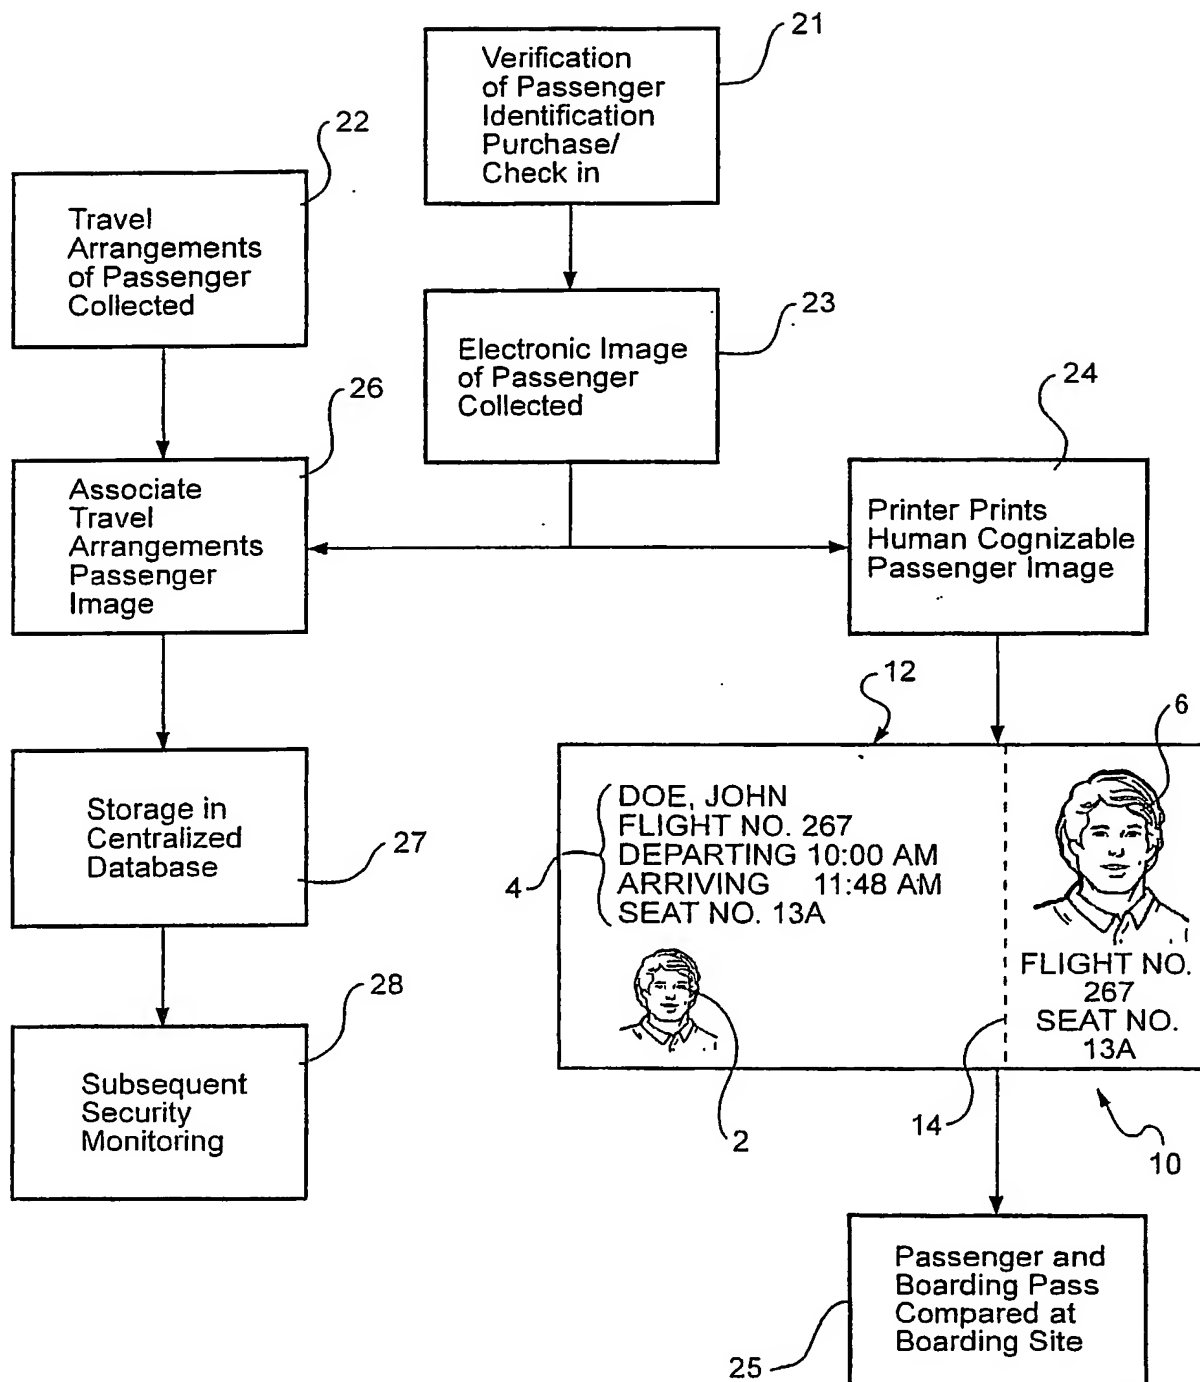 21
Verification
of Passenger
Identification
Purchase/
Check in
22
Travel
Arrangements
of Passenger
Collected
23
Electronic Image
of Passenger
Collected
26
Associate
Travel
Arrangements
Passenger
Image
24
Printer Prints
Human Cognizable
Passenger Image
12
6
DOE, JOHN
FLIGHT NO. 267
DEPARTING 10:00 AM
ARRIVING 11:48 AM
SEAT NO. 13A
4
FLIGHT NO.
267
SEAT NO.
13A
2
14
10
Storage in
Centralized
Database
27
28
Subsequent
Security
Monitoring
Passenger and
Boarding Pass
Compared at
Boarding Site
25